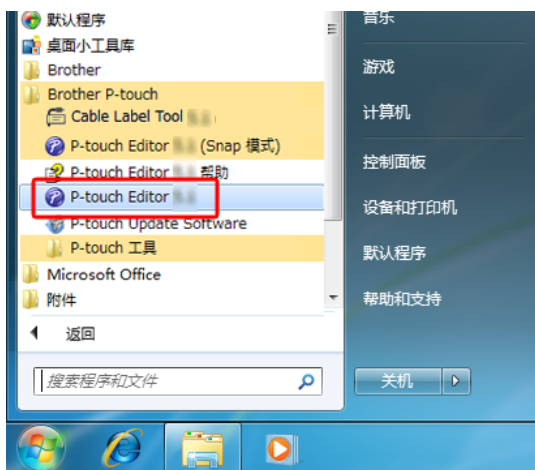 默认程序
桌面小工具库
Brother
Brother P-touch
Cable Label Tool
P-touch Editor (Snap 模式)
P-touch Editor 帮助
P-touch Editor
P-touch Update Software
P-touch 工具
Microsoft Office
附件
返回
搜索程序和文件
音乐
游戏
计算机
控制面板
设备和打印机
默认程序
帮助和支持
关机